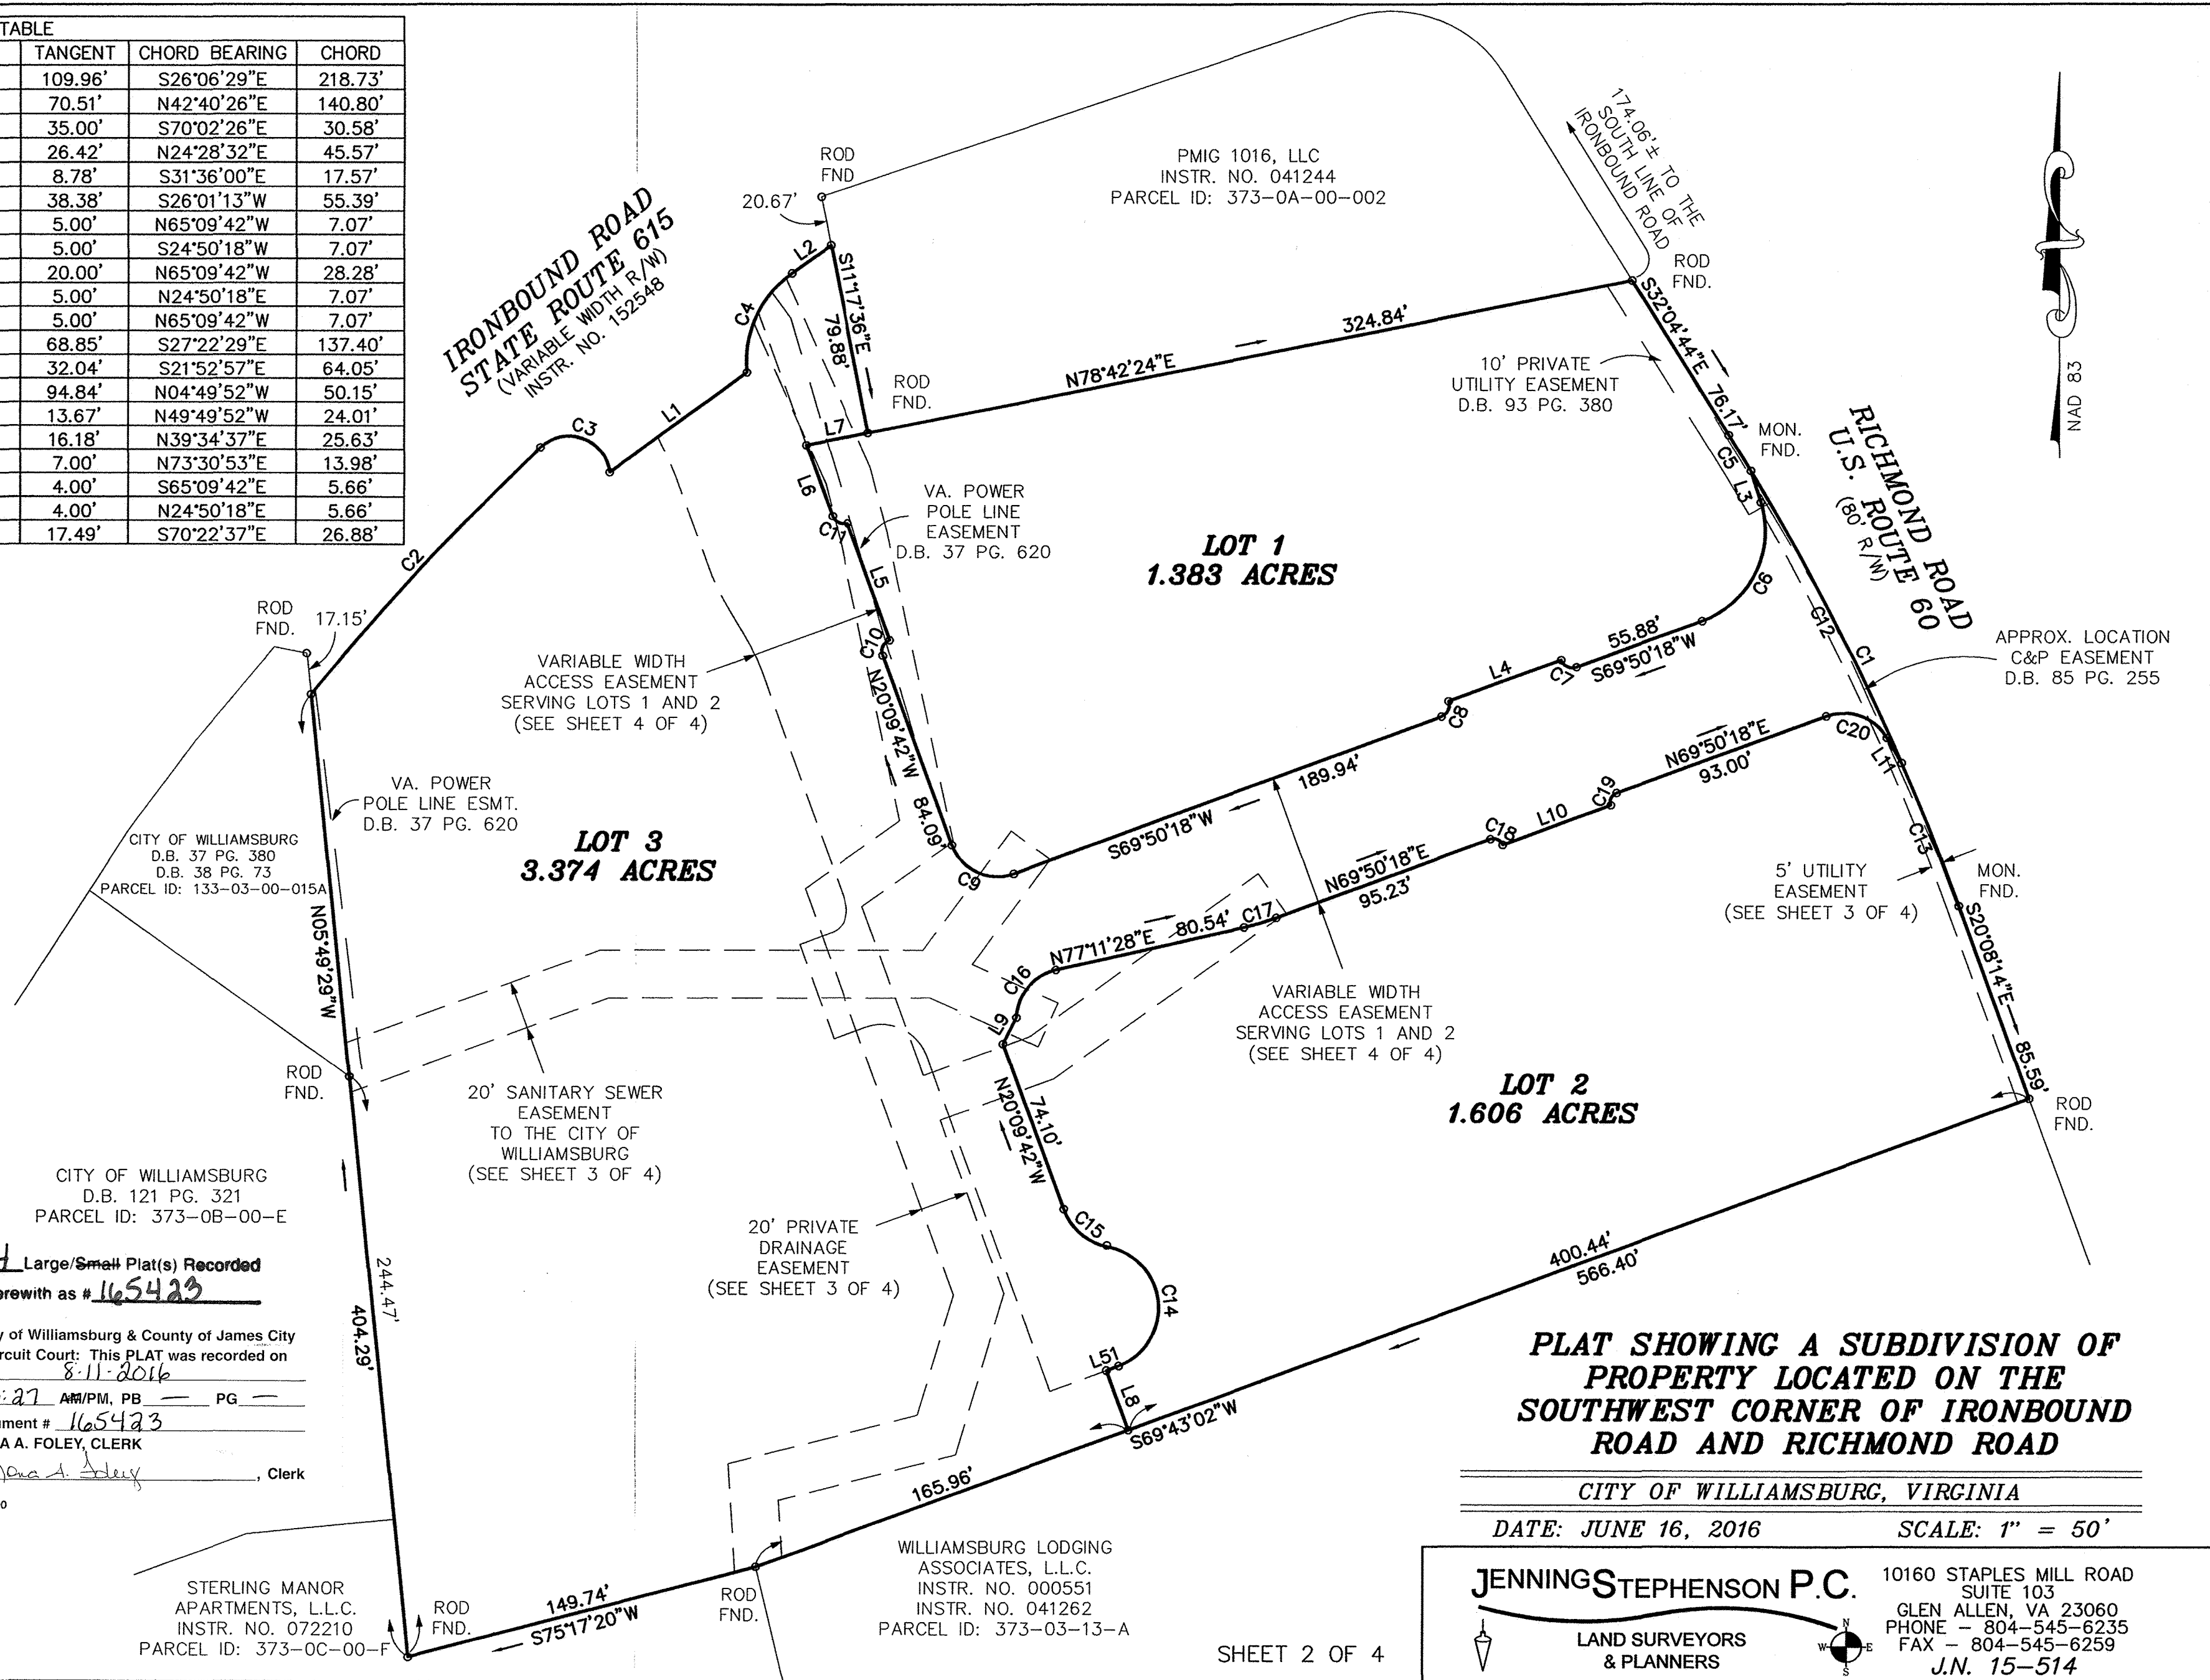 TABLE
TANGENT CHORD BEARING CHORD
109.96' S26°06'29"E 218.73'
70.51' N42°40'26"E 140.80'
35.00' S70°02'26"E 30.58'
26.42' N24°28'32"E 45.57'
8.78' S31°36'00"E 17.57'
38.38' S26°01'13"W 55.39'
5.00' N65°09'42"W 7.07'
5.00' S24°50'18"W 7.07'
20.00' N65°09'42"W 28.28'
5.00' N24°50'18"E 7.07'
5.00' N65°09'42"W 7.07'
68.85' S27°22'29"E 137.40'
32.04' S21°52'57"E 64.05'
94.84' N04°49'52"W 50.15'
13.67' N49°49'52"W 24.01'
16.18' N39°34'37"E 25.63'
7.00' N73°30'53"E 13.98'
4.00' S65°09'42"E 5.66'
4.00' N24°50'18"E 5.66'
17.49' S70°22'37"E 26.88'
IRONBOUND ROAD
STATE ROUTE 615
(VARIABLE WIDTH R/W)
INSTR. NO. 152548
ROD
FND
20.67'
L2
C4
S11°17'36"E
79.88'
PMIG 1016, LLC
INSTR. NO. 041244
PARCEL ID: 373-0A-00-002
174.06'± TO THE
SOUTH LINE OF
IRONBOUND ROAD
ROD
FND.
S32°04'44"E
76.17'
NAD 83
324.84'
N78°42'24"E
ROD
FND.
10' PRIVATE
UTILITY EASEMENT
D.B. 93 PG. 380
MON.
FND.
C5
L3
RICHMOND ROAD
U.S. ROUTE 60
(80' R/W)
L1
C3
L7
L6
C11
L5
C10
C2
VA. POWER
POLE LINE
EASEMENT
D.B. 37 PG. 620
LOT 1
1.383 ACRES
C6
C12
C1
55.88'
S69°50'18"W
C7
L4
C8
APPROX. LOCATION
C&P EASEMENT
D.B. 85 PG. 255
ROD
FND.
17.15'
VARIABLE WIDTH
ACCESS EASEMENT
SERVING LOTS 1 AND 2
(SEE SHEET 4 OF 4)
N20°09'42"W
84.09'
189.94'
S69°50'18"W
C9
N69°50'18"E
93.00'
C20
L11
C13
C19
L10
C18
VA. POWER
POLE LINE ESMT.
D.B. 37 PG. 620
LOT 3
3.374 ACRES
CITY OF WILLIAMSBURG
D.B. 37 PG. 380
D.B. 38 PG. 73
PARCEL ID: 133-03-00-015A
N05°49'29"W
N69°50'18"E
95.23'
C17
N77°11'28"E
80.54'
C16
L9
5' UTILITY
EASEMENT
(SEE SHEET 3 OF 4)
MON.
FND.
S20°08'14"E
85.59'
VARIABLE WIDTH
ACCESS EASEMENT
SERVING LOTS 1 AND 2
(SEE SHEET 4 OF 4)
ROD
FND.
20' SANITARY SEWER
EASEMENT
TO THE CITY OF
WILLIAMSBURG
(SEE SHEET 3 OF 4)
74.10'
N20°09'42"W
LOT 2
1.606 ACRES
ROD
FND.
CITY OF WILLIAMSBURG
D.B. 121 PG. 321
PARCEL ID: 373-0B-00-E
20' PRIVATE
DRAINAGE
EASEMENT
(SEE SHEET 3 OF 4)
C15
C14
L51
L8
244.47'
404.29'
400.44'
566.40'
S69°43'02"W
165.96'
Large/Small Plat(s) Recorded
erewith as # 165423
y of Williamsburg & County of James City
rcuit Court: This PLAT was recorded on
8-11-2016
:27 AM/PM, PB — PG —
ument # 165423
A A. FOLEY, CLERK
, Clerk
STERLING MANOR
APARTMENTS, L.L.C.
INSTR. NO. 072210
PARCEL ID: 373-0C-00-F
ROD
FND.
149.74'
S75°17'20"W
ROD
FND.
WILLIAMSBURG LODGING
ASSOCIATES, L.L.C.
INSTR. NO. 000551
INSTR. NO. 041262
PARCEL ID: 373-03-13-A
SHEET 2 OF 4
PLAT SHOWING A SUBDIVISION OF
PROPERTY LOCATED ON THE
SOUTHWEST CORNER OF IRONBOUND
ROAD AND RICHMOND ROAD
CITY OF WILLIAMSBURG, VIRGINIA
DATE: JUNE 16, 2016 SCALE: 1" = 50'
JENNINGSTEPHENSON P.C.
LAND SURVEYORS
& PLANNERS
N
W E
S
10160 STAPLES MILL ROAD
SUITE 103
GLEN ALLEN, VA 23060
PHONE - 804-545-6235
FAX - 804-545-6259
J.N. 15-514